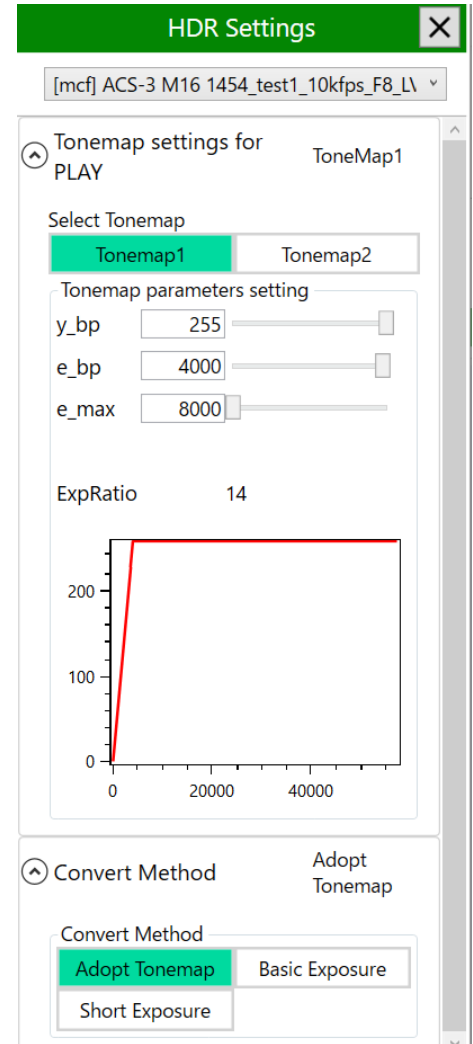 HDR Settings
[mcf] ACS-3 M16 1454_test1_10kfps_F8_L
Tonemap settings for
PLAY
ToneMap1
Select Tonemap
Tonemap1
Tonemap2
Tonemap parameters setting
y_bp
255
e_bp
4000
e_max
8000
ExpRatio
14
200
100
0
0
20000
40000
Convert Method
Adopt
Tonemap
Convert Method
Adopt Tonemap
Basic Exposure
Short Exposure